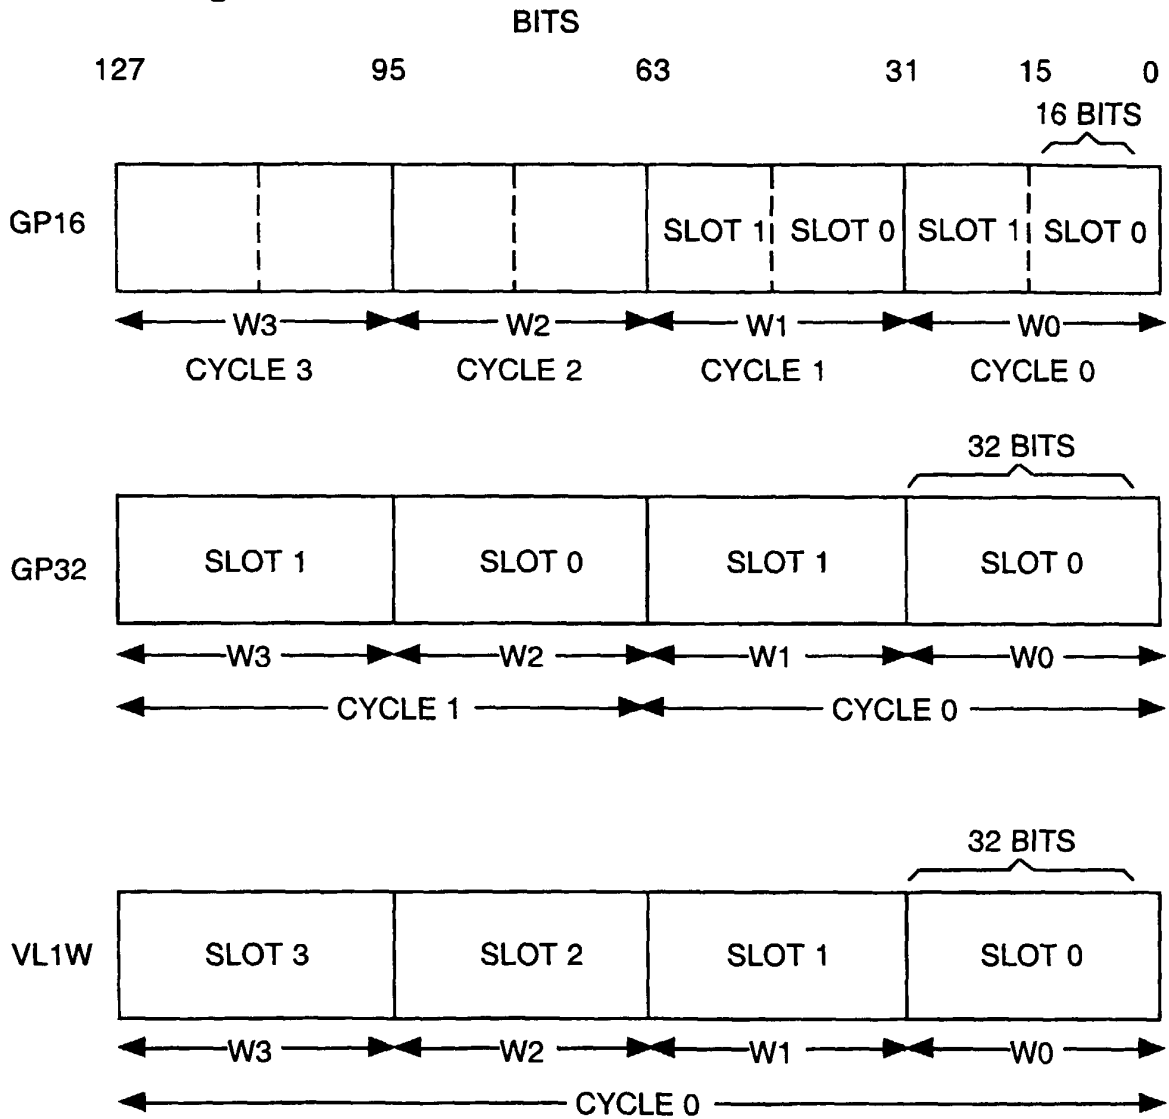 BITS
127 95 63 31 15 0
16 BITS
GP16 SLOT 1 SLOT 0 SLOT 1 SLOT 0
W3 W2 W1 W0
CYCLE 3 CYCLE 2 CYCLE 1 CYCLE 0
32 BITS
GP32 SLOT 1 SLOT 0 SLOT 1 SLOT 0
W3 W2 W1 W0
CYCLE 1 CYCLE 0
32 BITS
VL1W SLOT 3 SLOT 2 SLOT 1 SLOT 0
W3 W2 W1 W0
CYCLE 0